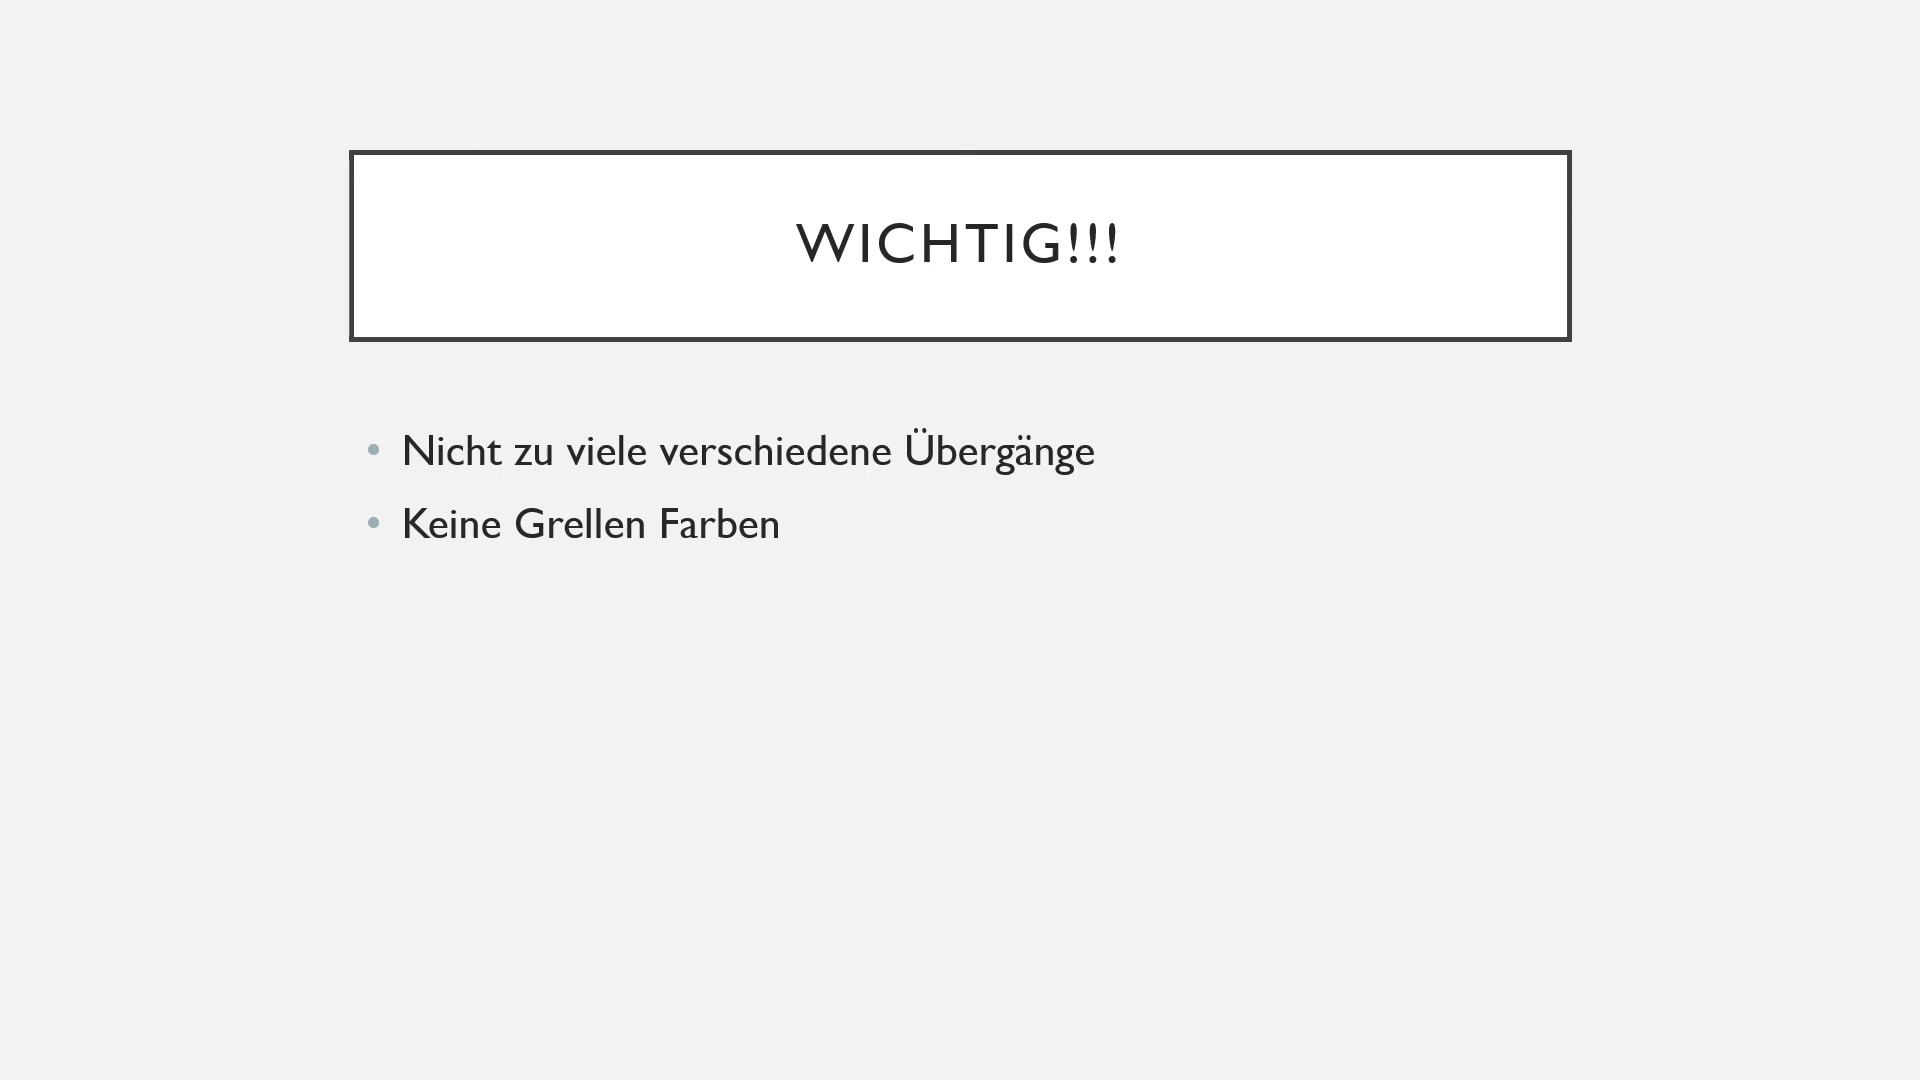 WICHTIG!!!
• Nicht zu viele verschiedene Übergänge
• Keine Grellen Farben